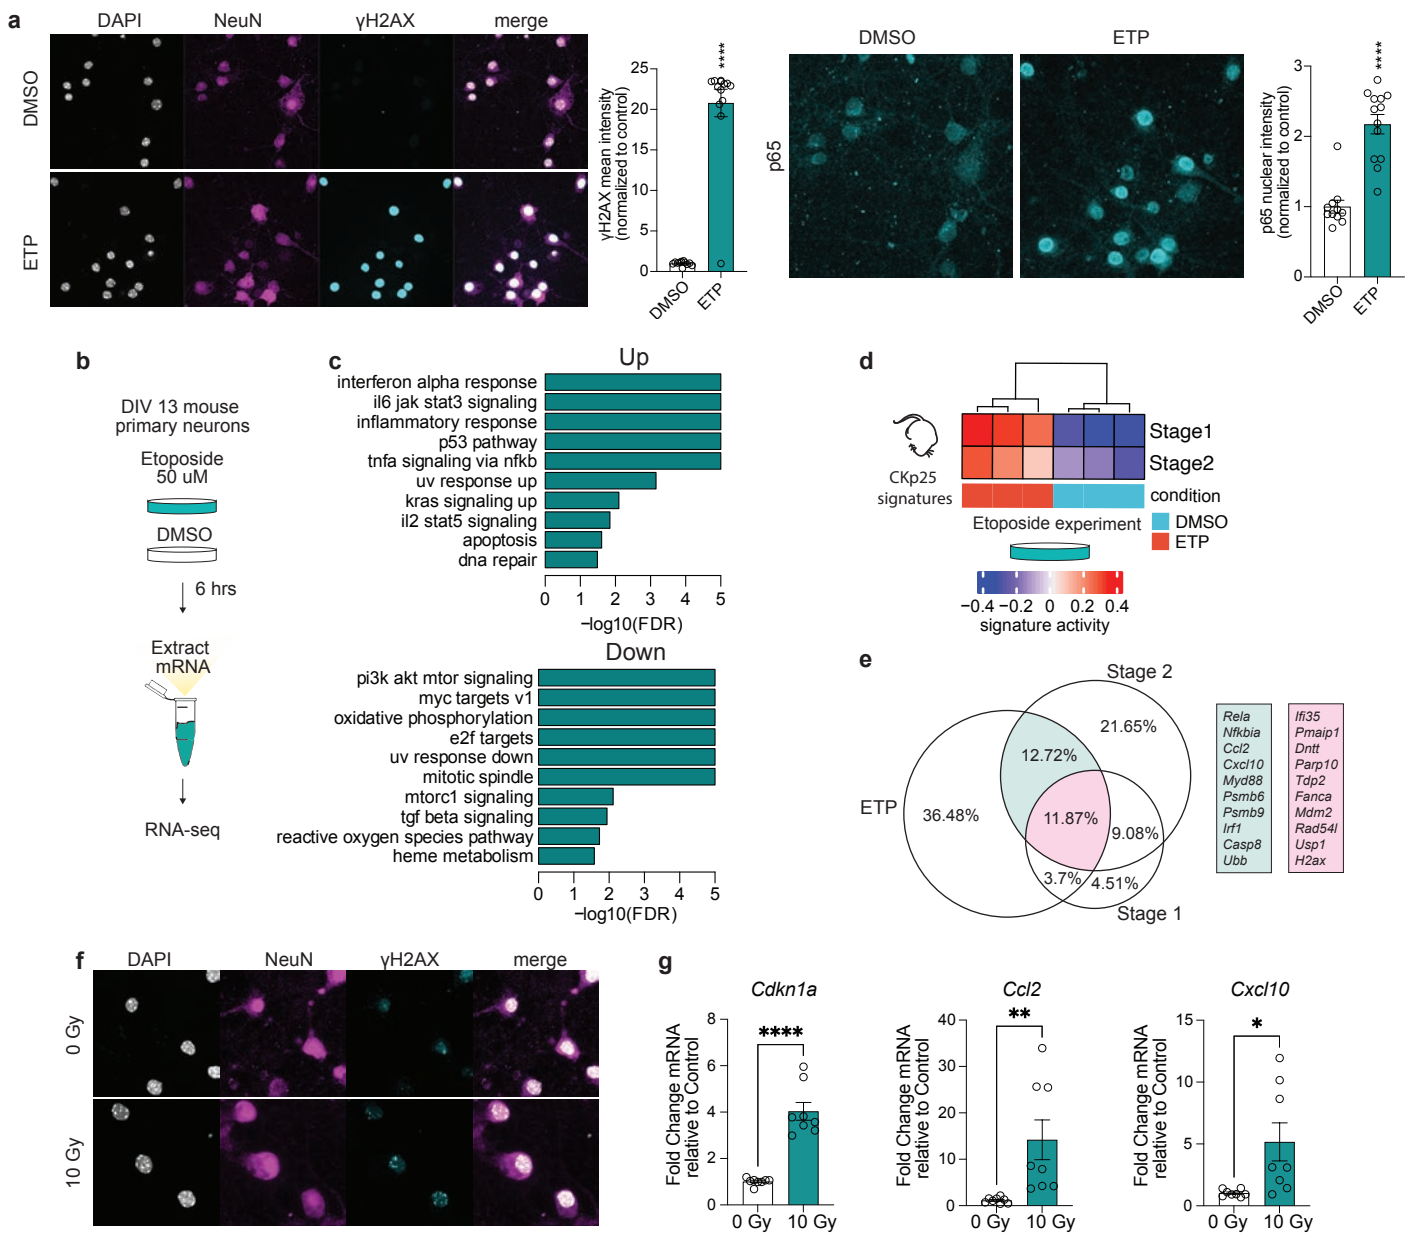 a
DAPI
NeuN
γH2AX
merge
DMSO
ETP
γH2AX mean intensity
(normalized to control)
25
20
15
10
5
0
****
DMSO
ETP
DMSO
ETP
p65
p65 nuclear intensity
(normalized to control)
3
2
1
0
****
DMSO
ETP
b
DIV 13 mouse
primary neurons
Etoposide
50 uM
DMSO
6 hrs
Extract
mRNA
RNA-seq
c
Up
interferon alpha response
il6 jak stat3 signaling
inflammatory response
p53 pathway
tnfa signaling via nfkb
uv response up
kras signaling up
il2 stat5 signaling
apoptosis
dna repair
0 1 2 3 4 5
−log10(FDR)
Down
pi3k akt mtor signaling
myc targets v1
oxidative phosphorylation
e2f targets
uv response down
mitotic spindle
mtorc1 signaling
tgf beta signaling
reactive oxygen species pathway
heme metabolism
0 1 2 3 4 5
−log10(FDR)
d
CKp25
signatures
Stage1
Stage2
condition
DMSO
ETP
Etoposide experiment
−0.4 −0.2 0 0.2 0.4
signature activity
e
Stage 2
21.65%
12.72%
ETP
36.48%
11.87%
9.08%
3.7%
4.51%
Stage 1
Rela
Nfkbia
Ccl2
Cxcl10
Myd88
Psmb6
Psmb9
Irf1
Casp8
Ubb
Ifi35
Pmaip1
Dntt
Parp10
Tdp2
Fanca
Mdm2
Rad54l
Usp1
H2ax
f
DAPI
NeuN
γH2AX
merge
0 Gy
10 Gy
g
Cdkn1a
Fold Change mRNA
relative to Control
8
6
4
2
0
****
0 Gy
10 Gy
Ccl2
Fold Change mRNA
relative to Control
40
30
20
10
0
**
0 Gy
10 Gy
Cxcl10
Fold Change mRNA
relative to Control
15
10
5
0
*
0 Gy
10 Gy